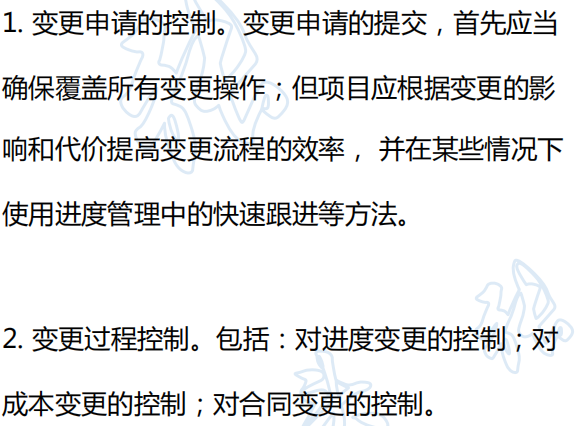 1. 变更申请的控制。变更申请的提交，首先应当
确保覆盖所有变更操作；但项目应根据变更的影
响和代价提高变更流程的效率， 并在某些情况下
使用进度管理中的快速跟进等方法。
2. 变更过程控制。包括：对进度变更的控制；对
成本变更的控制；对合同变更的控制。